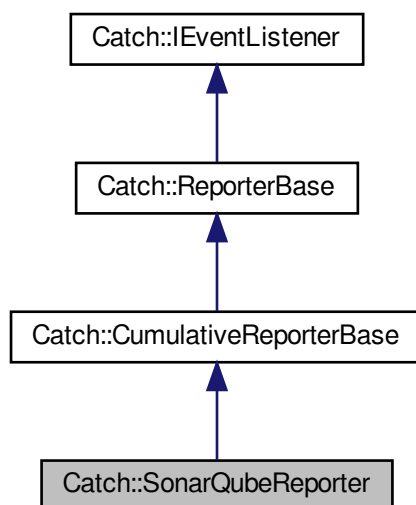 Catch::IEventListener
Catch::ReporterBase
Catch::CumulativeReporterBase
Catch::SonarQubeReporter